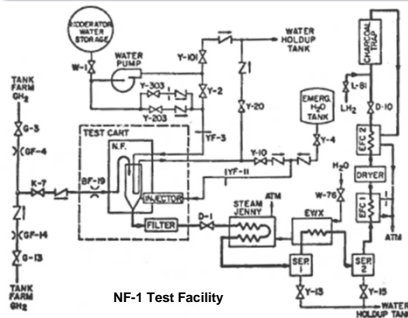 MODERATOR
WATER
STORAGE
W-1
WATER
PUMP
Y-101
WATER
HOLDUP
TANK
Y-303
Y-2
Y-203
TANK
FARM
GH2
G-3
GF-4
K-7
BF-19
GF-14
G-13
TANK
FARM
GH2
TEST CART
N.F.
INJECTOR
FILTER
YF-3
Y-20
Y-10
YF-11
EMERG.
H2O
TANK
Y-4
H2O
W-76
D-1
STEAM
JENNY
ATM
EWX
SEP.
1
SEP.
2
Y-13
Y-15
WATER
HOLDUP TANK
CHARCOAL
TRAP
L-81
LH2
D-10
EFC 2
DRYER
EFC 1
ATM
NF-1 Test Facility